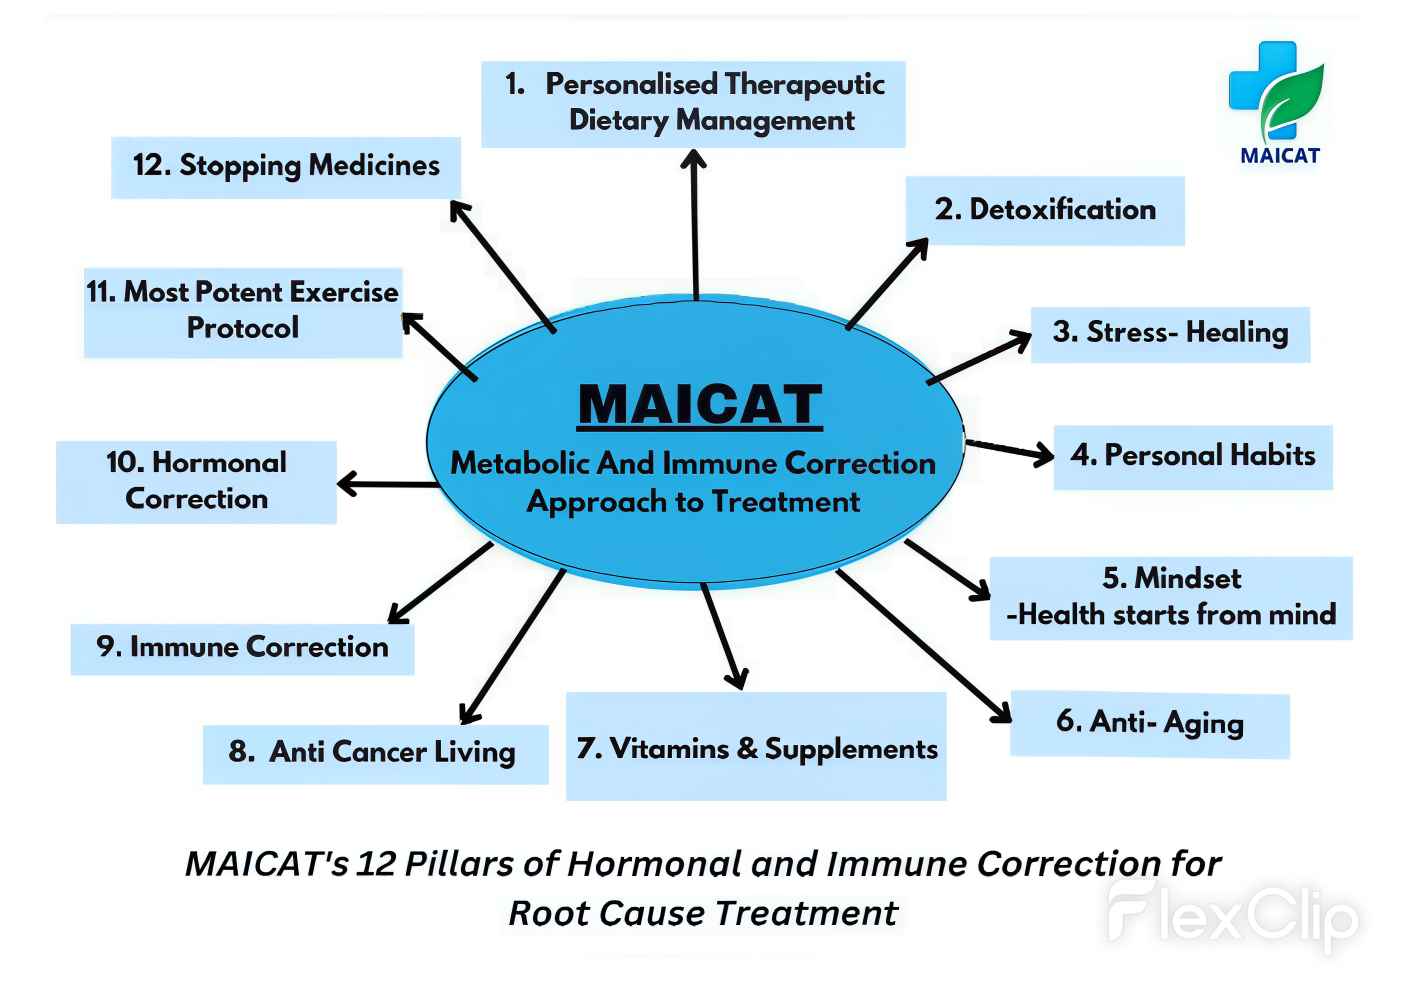 1. Personalised Therapeutic
Dietary Management
MAICAT
12. Stopping Medicines
2. Detoxification
11. Most Potent Exercise
Protocol
3. Stress- Healing
MAICAT
Metabolic And Immune Correction
Approach to Treatment
4. Personal Habits
10. Hormonal
Correction
5. Mindset
-Health starts from mind
9. Immune Correction
6. Anti- Aging
8. Anti Cancer Living
7. Vitamins & Supplements
MAICAT's 12 Pillars of Hormonal and Immune Correction for
Root Cause Treatment
FlexClip